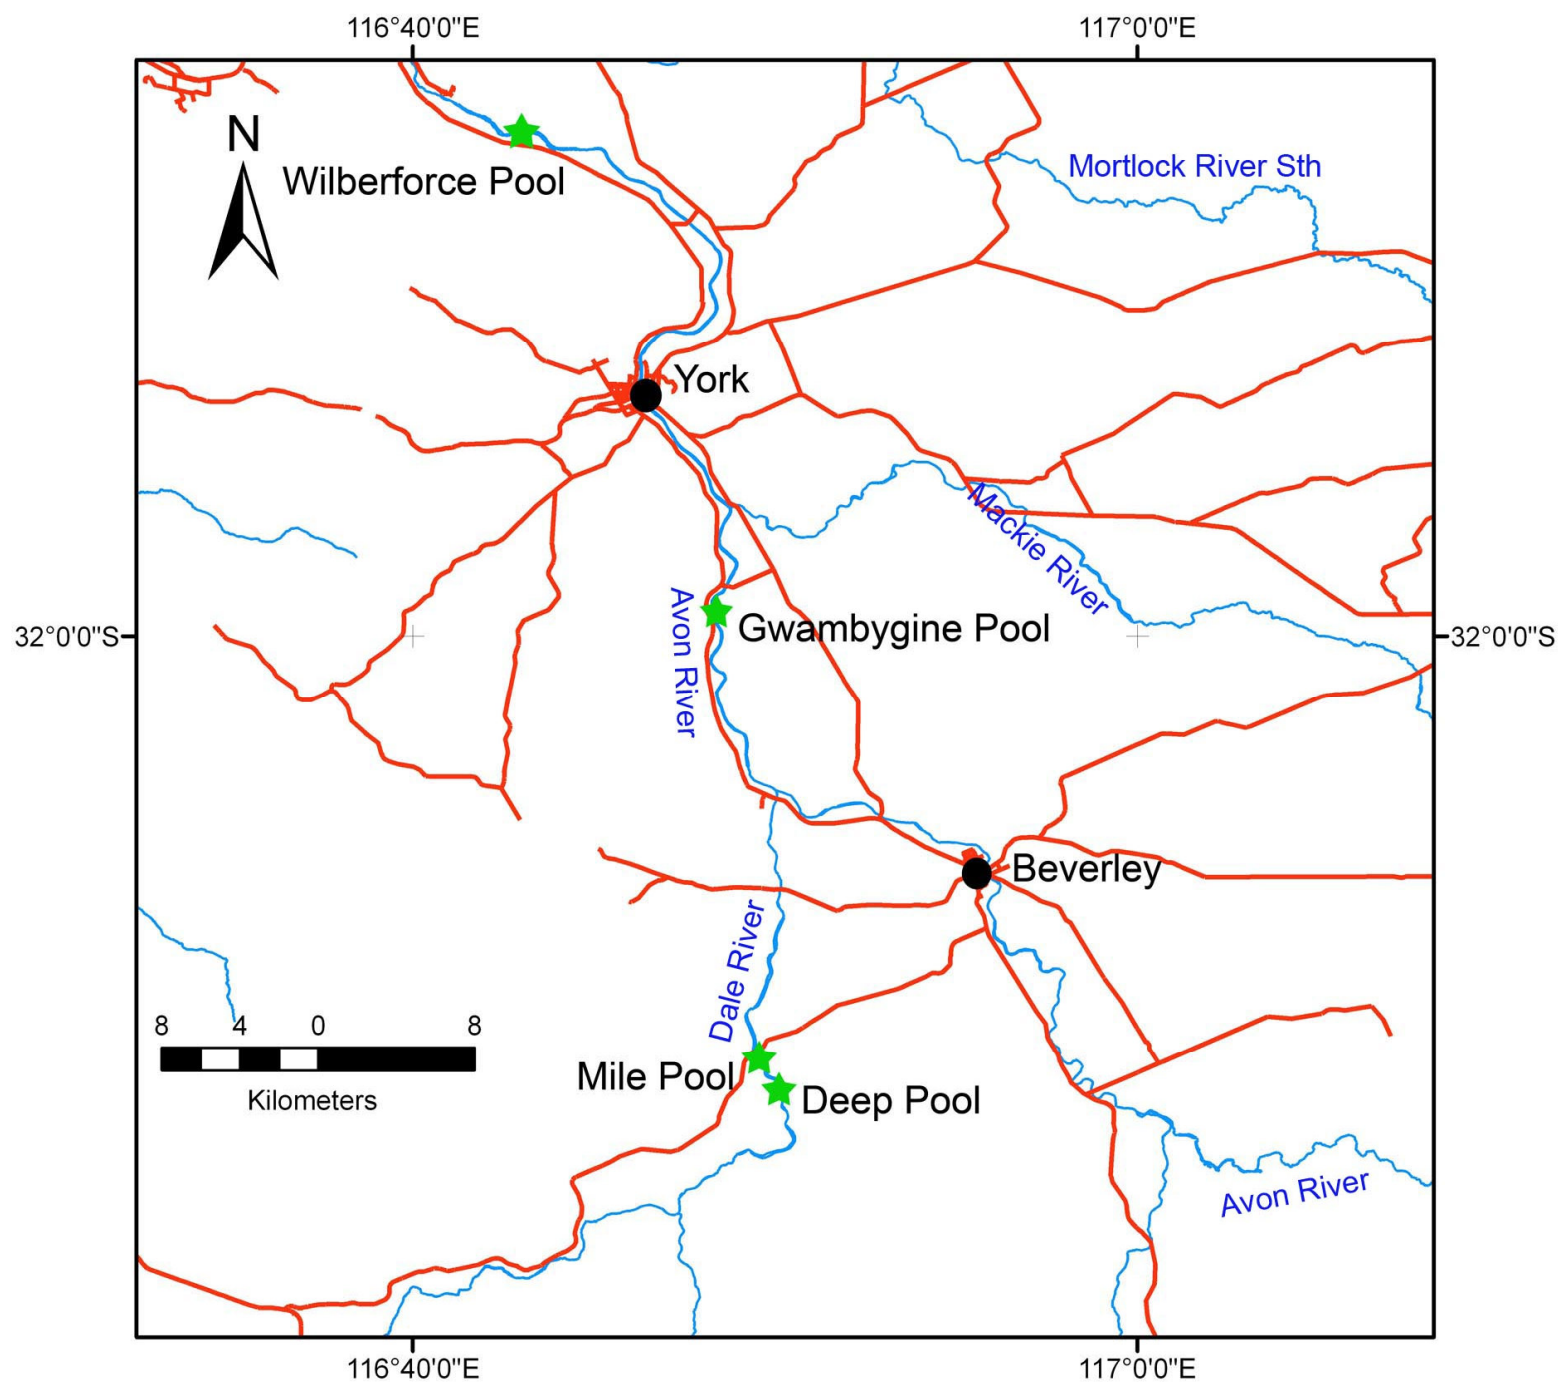 116°40'0"E 117°0'0"E
N
Mortlock River Sth
Wilberforce Pool
York
Mackie River
Avon River
Gwambygine Pool
32°0'0"S 32°0'0"S
Beverley
Dale River
8 4 0 8
Kilometers
Mile Pool
Deep Pool
Avon River
116°40'0"E 117°0'0"E